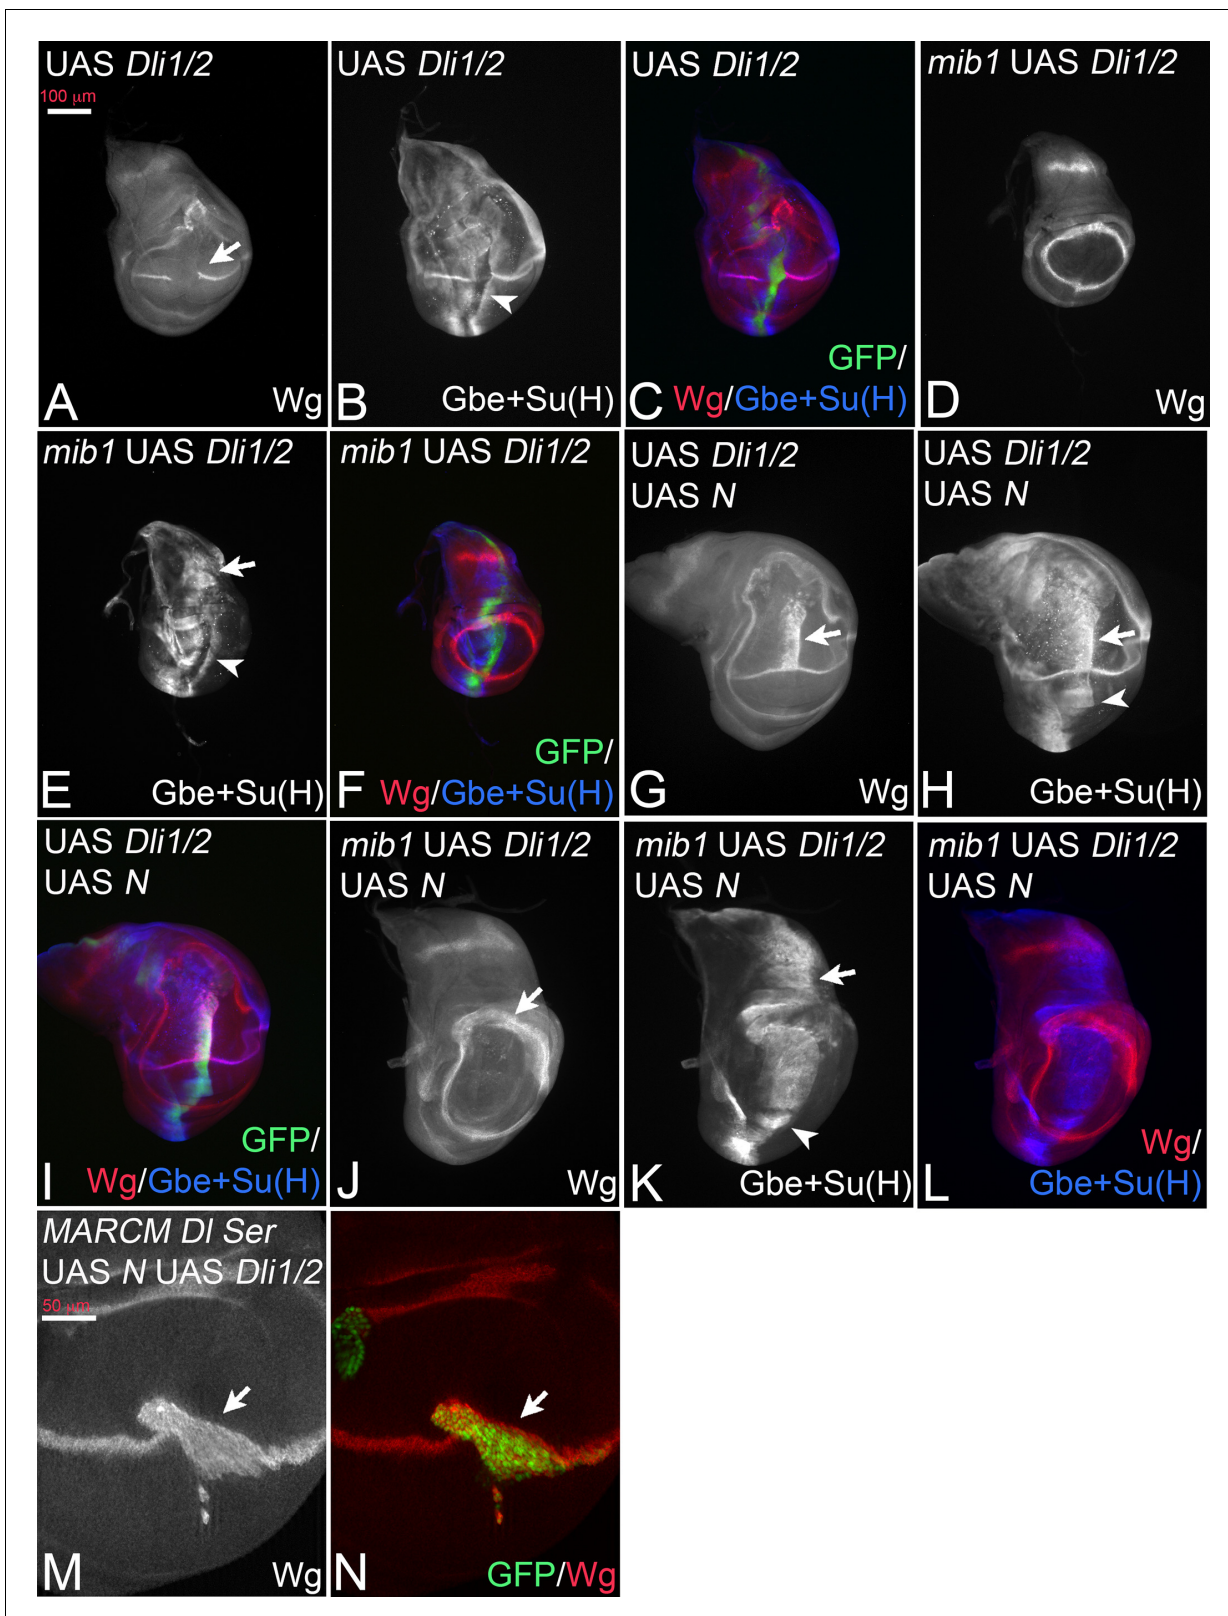 UAS Dli1/2
100 μm
A
Wg
UAS Dli1/2
B
Gbe+Su(H)
UAS Dli1/2
GFP/
C
Wg/Gbe+Su(H)
mib1 UAS Dli1/2
D
Wg
mib1 UAS Dli1/2
E
Gbe+Su(H)
mib1 UAS Dli1/2
GFP/
F
Wg/Gbe+Su(H)
UAS Dli1/2
UAS N
G
Wg
UAS Dli1/2
UAS N
H
Gbe+Su(H)
UAS Dli1/2
UAS N
GFP/
I
Wg/Gbe+Su(H)
mib1 UAS Dli1/2
UAS N
J
Wg
mib1 UAS Dli1/2
UAS N
K
Gbe+Su(H)
mib1 UAS Dli1/2
UAS N
Wg/
L
Gbe+Su(H)
MARCM Dl Ser
UAS N UAS Dli1/2
50 μm
M
Wg
N
GFP/Wg